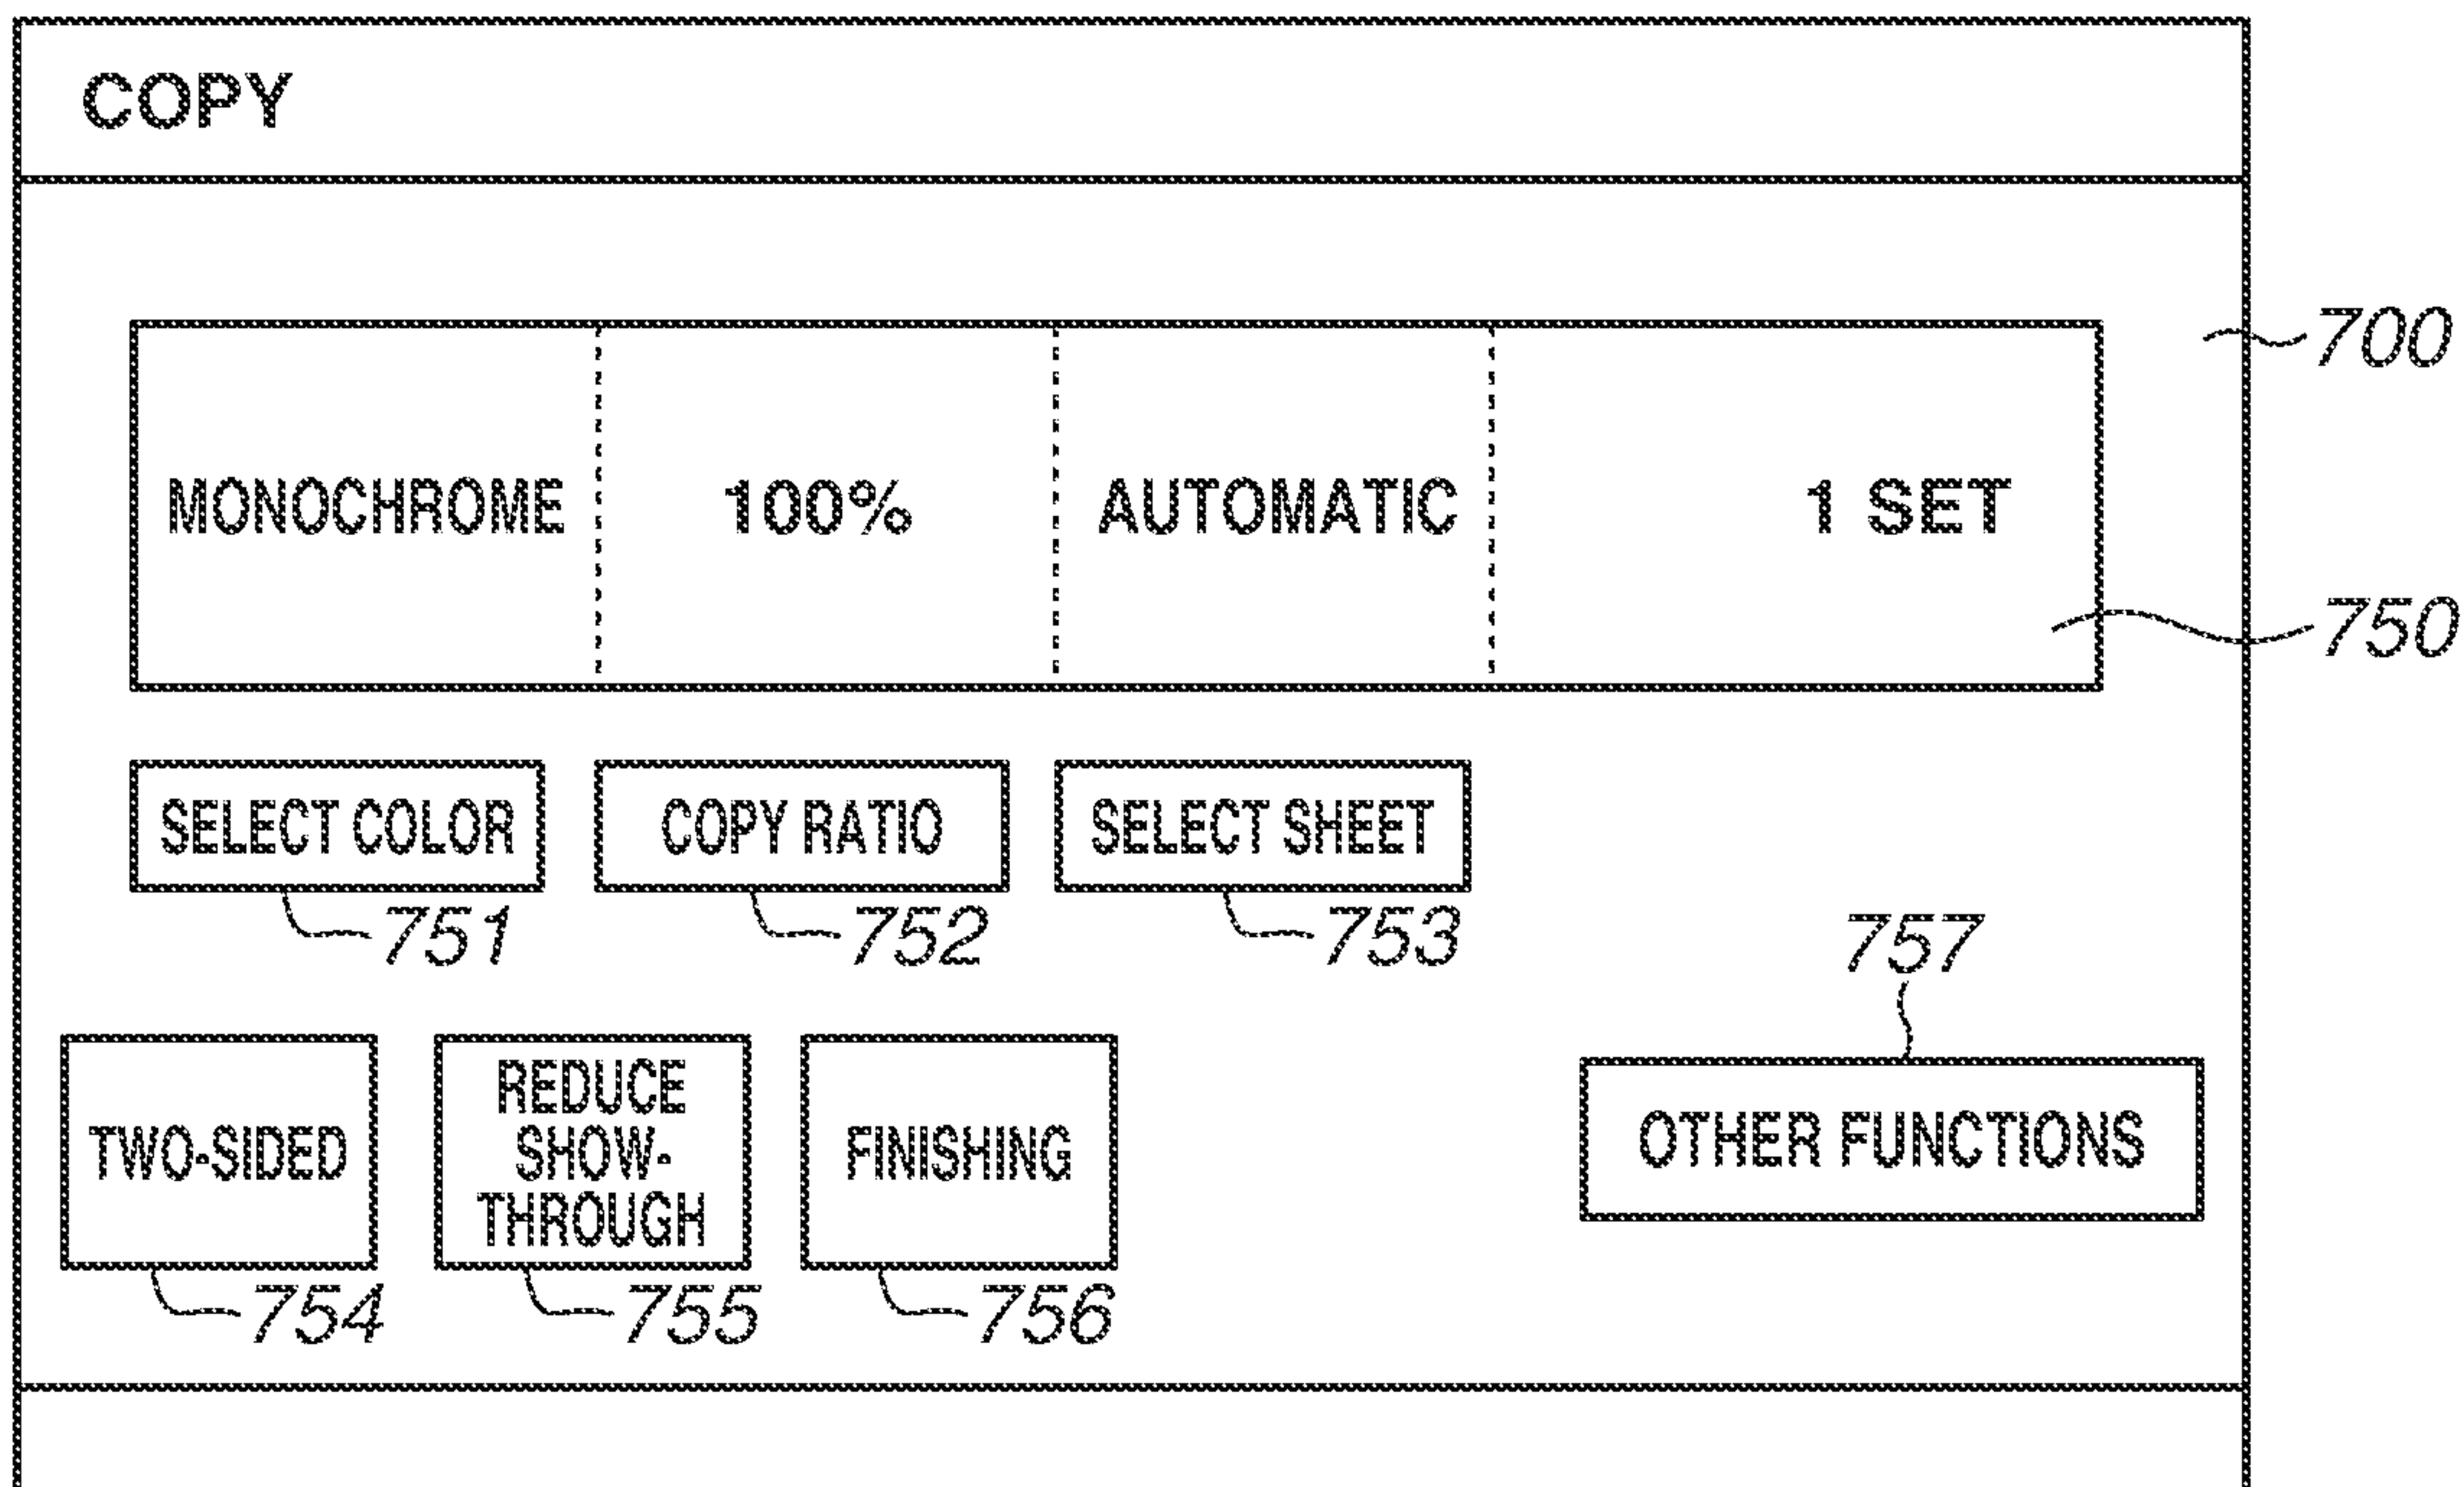 COPY
700
MONOCHROME 100% AUTOMATIC 1 SET
750
SELECT COLOR COPY RATIO SELECT SHEET
751 752 753
757
TWO-SIDED
REDUCE
SHOW-
THROUGH
FINISHING
OTHER FUNCTIONS
754 755 756